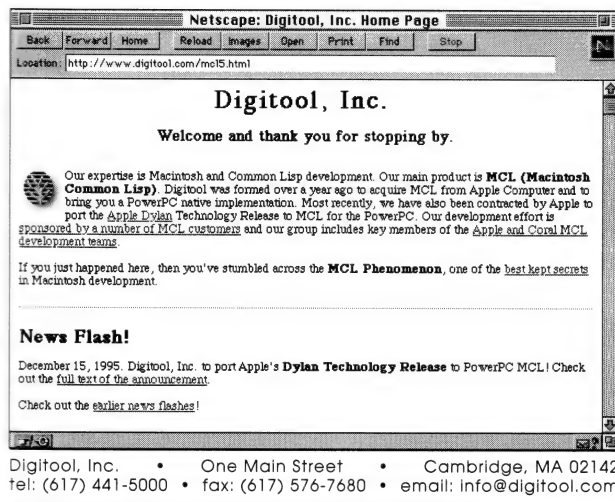 Netscape: Digitool, Inc. Home Page
Back Forward Home Reload Images Open Print Find Stop
Location: http://www.digitool.com/mcl5.html
N
Digitool, Inc.
Welcome and thank you for stopping by.
Our expertise is Macintosh and Common Lisp development. Our main product is MCL (Macintosh
Common Lisp). Digitool was formed over a year ago to acquire MCL from Apple Computer and to
bring you a PowerPC native implementation. Most recently, we have also been contracted by Apple to
port the Apple Dylan Technology Release to MCL for the PowerPC. Our development effort is
sponsored by a number of MCL customers and our group includes key members of the Apple and Coral MCL
development teams.
If you just happened here, then you've stumbled across the MCL Phenomenon, one of the best kept secrets
in Macintosh development.
News Flash!
December 15, 1995. Digitool, Inc. to port Apple's Dylan Technology Release to PowerPC MCL! Check
out the full text of the announcement.
Check out the earlier news flashes!
?
Digitool, Inc. • One Main Street • Cambridge, MA 02142
tel: (617) 441-5000 • fax: (617) 576-7680 • email: info@digitool.com